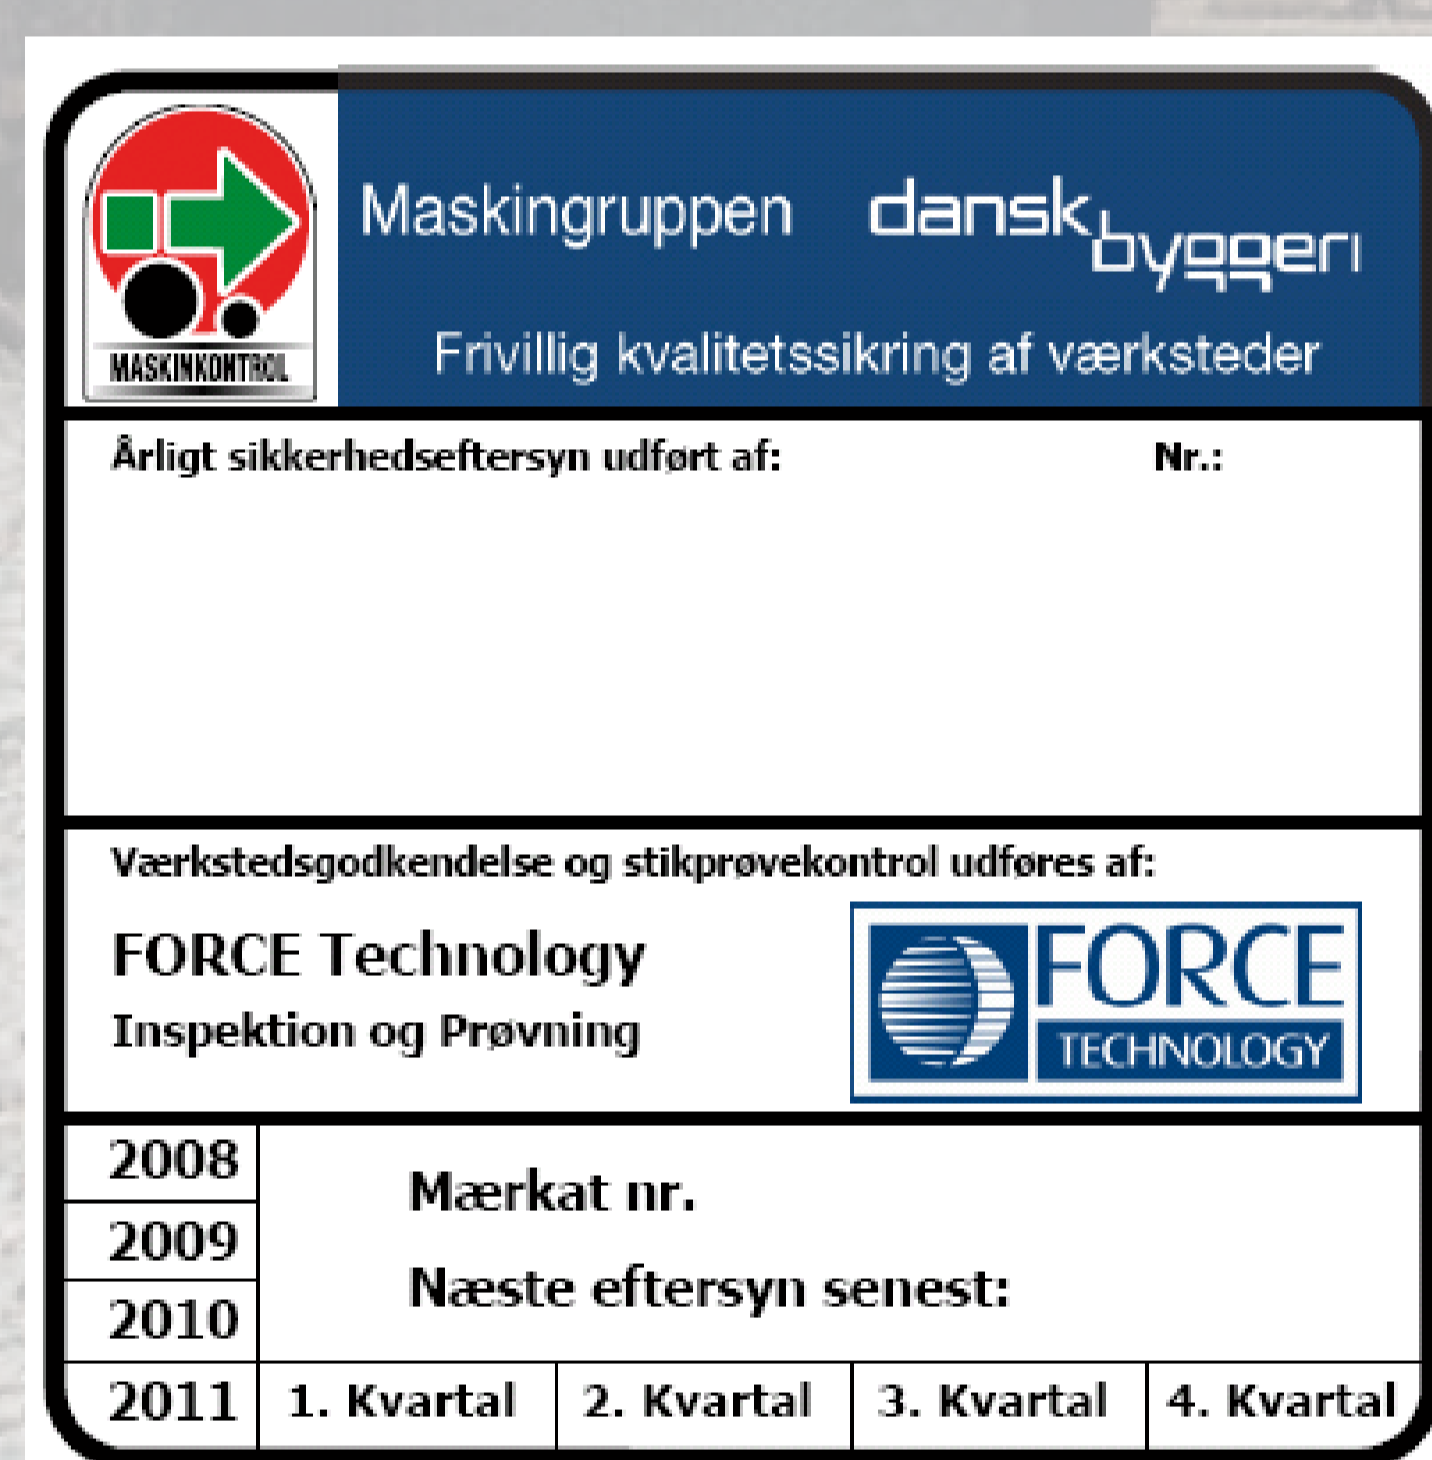 MASKINKONTROL
Maskingruppen dansk byggeri
Frivillig kvalitetssikring af værksteder
Årligt sikkerhedseftersyn udført af: Nr.:
Værkstedsgodkendelse og stikprøvekontrol udføres af:
FORCE Technology
Inspektion og Prøvning
FORCE
TECHNOLOGY
2008
2009
2010
Mærkat nr.
Næste eftersyn senest:
2011 1. Kvartal 2. Kvartal 3. Kvartal 4. Kvartal